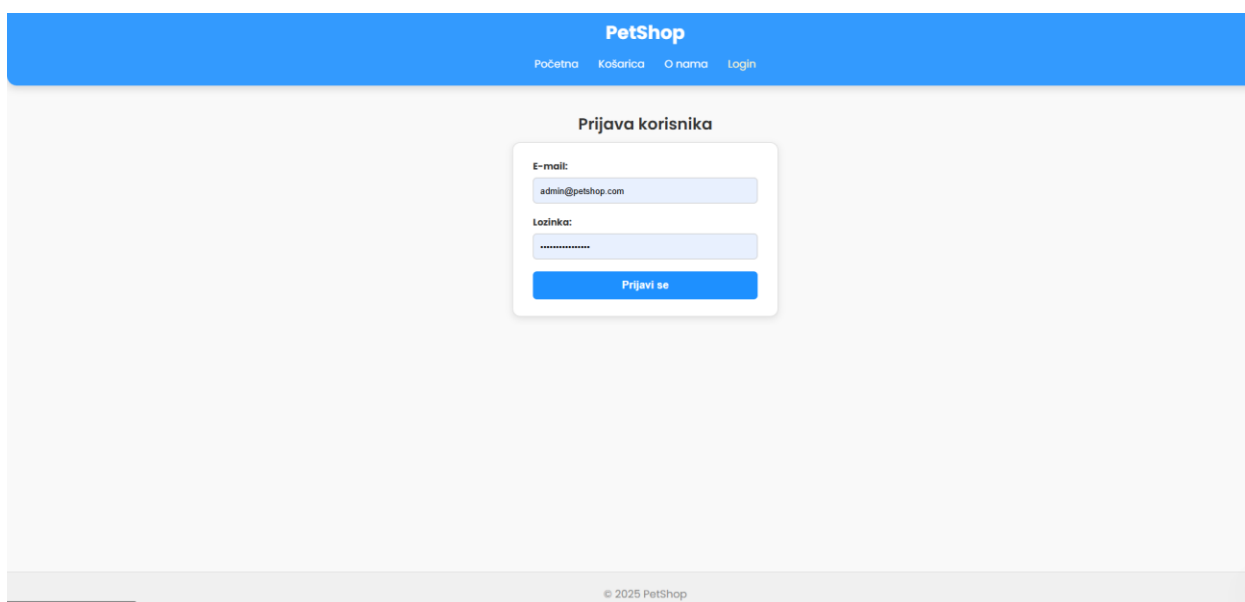 PetShop
Početna Košarica O nama Login
Prijava korisnika
E-mail:
admin@petshop.com
Lozinka:
••••••••••••••••
Prijavi se
© 2025 PetShop